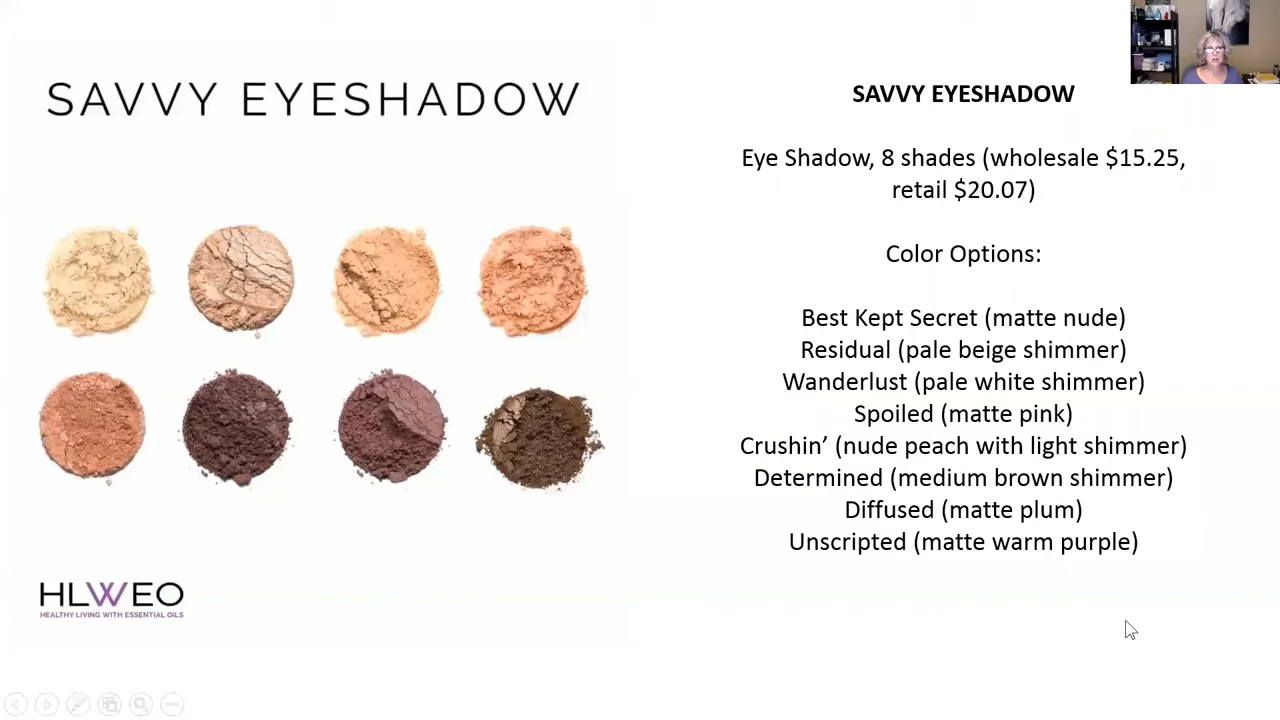 SAVVY EYESHADOW
HLWEO
HEALTHY LIVING WITH ESSENTIAL OILS
SAVVY EYESHADOW
Eye Shadow, 8 shades (wholesale $15.25,
retail $20.07)
Color Options:
Best Kept Secret (matte nude)
Residual (pale beige shimmer)
Wanderlust (pale white shimmer)
Spoiled (matte pink)
Crushin’ (nude peach with light shimmer)
Determined (medium brown shimmer)
Diffused (matte plum)
Unscripted (matte warm purple)